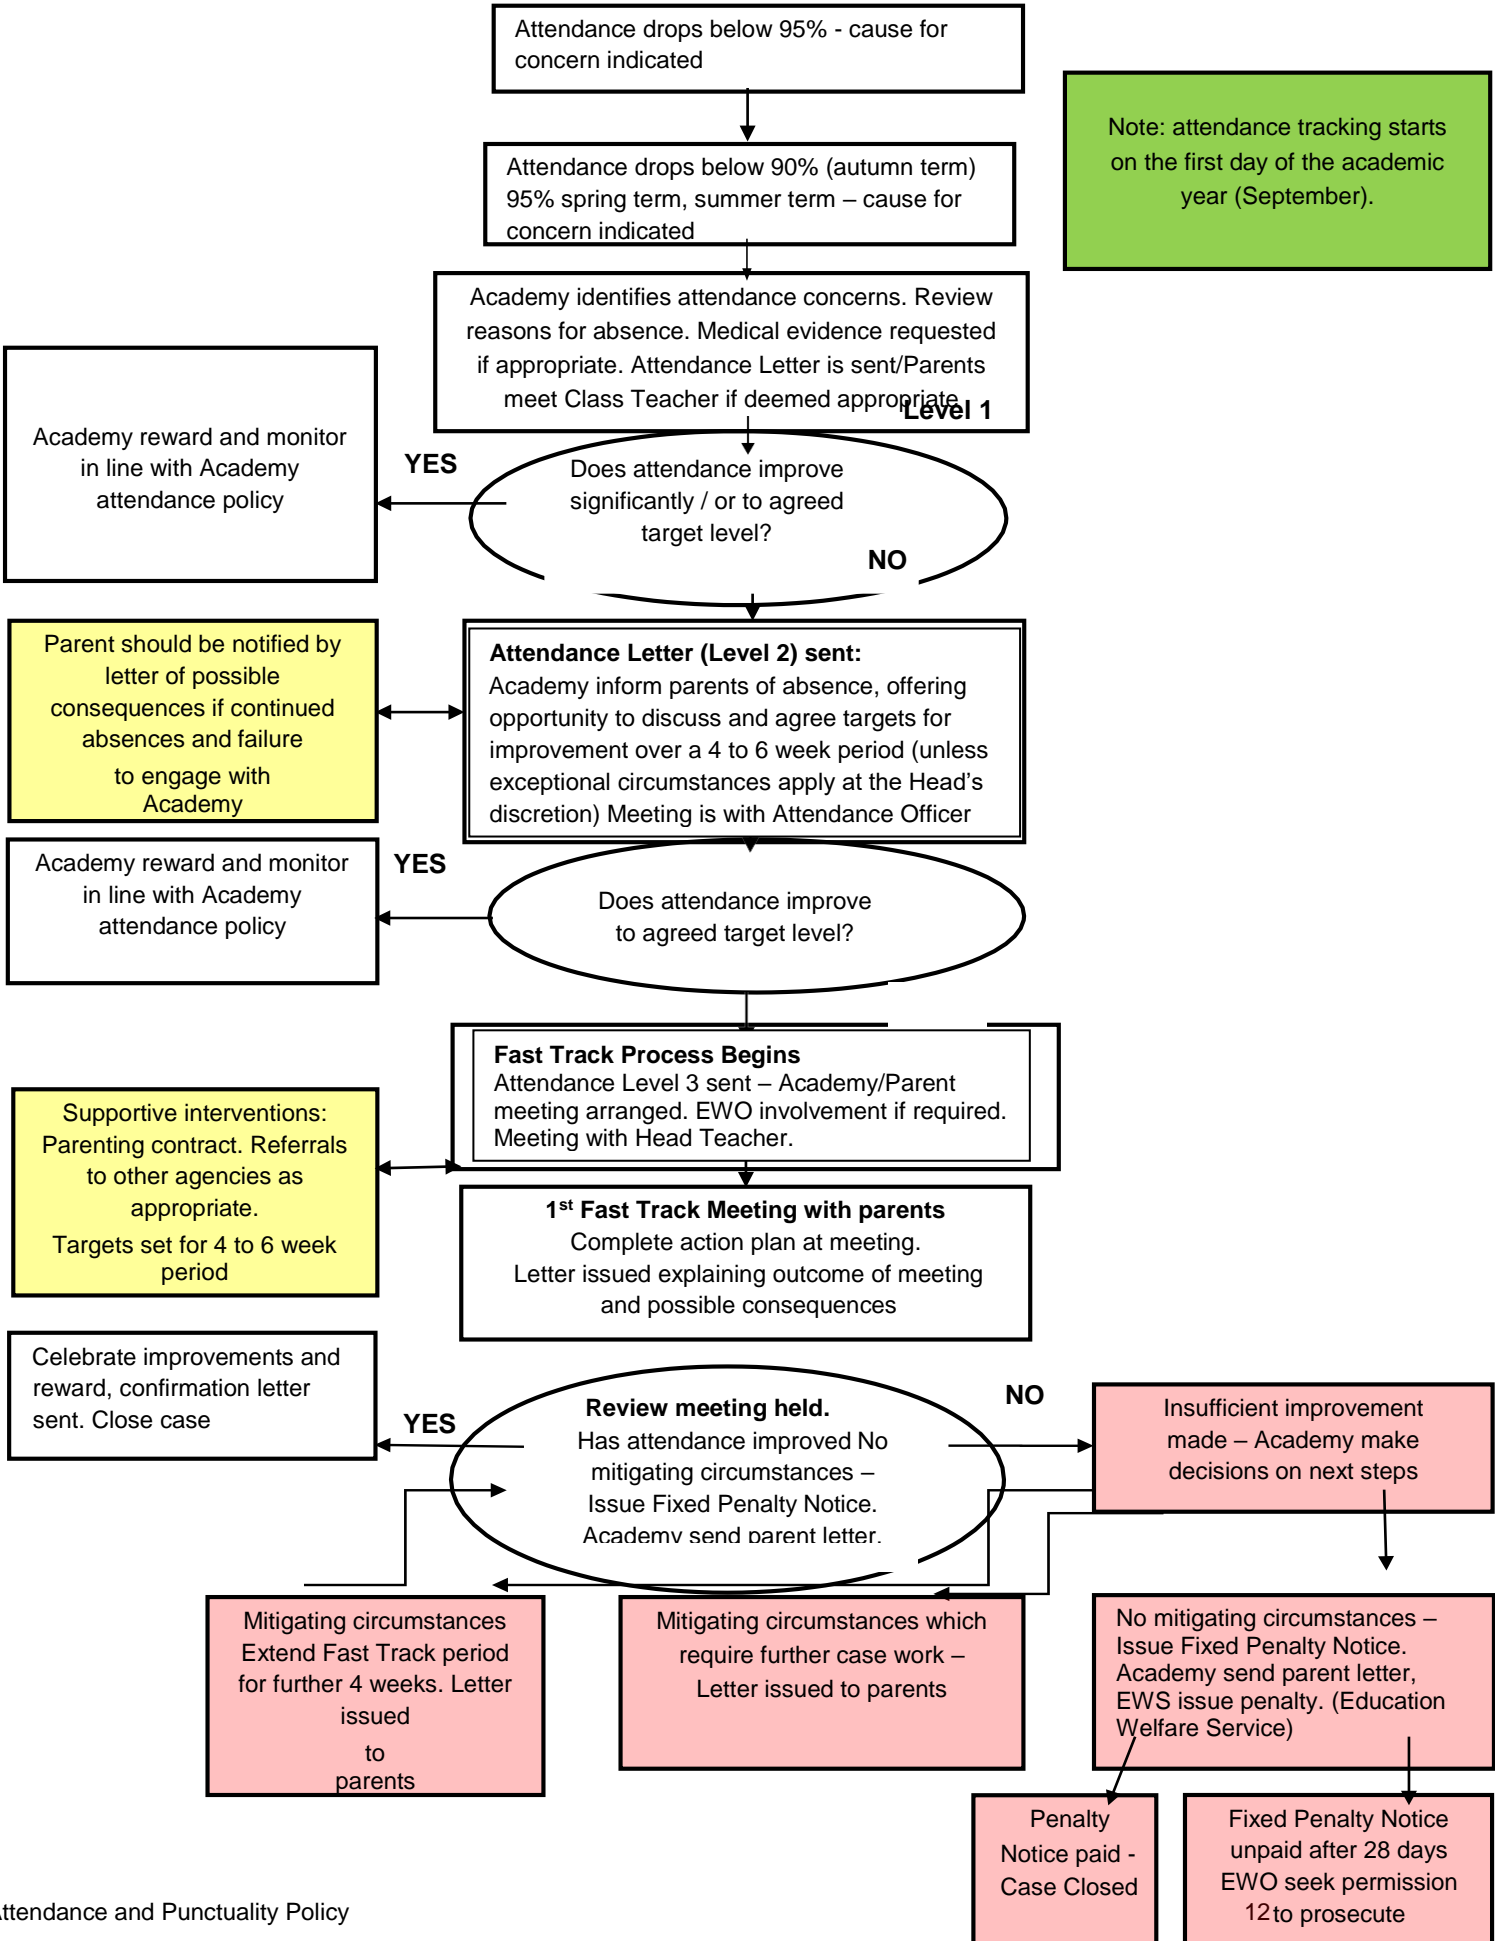 Attendance drops below 95% - cause for
concern indicated
Note: attendance tracking starts
on the first day of the academic
year (September).
Attendance drops below 90% (autumn term)
95% spring term, summer term – cause for
concern indicated
Academy identifies attendance concerns. Review
reasons for absence. Medical evidence requested
if appropriate. Attendance Letter is sent/Parents
meet Class Teacher if deemed appropriate
Level 1
Academy reward and monitor
in line with Academy
attendance policy
YES
Does attendance improve
significantly / or to agreed
target level?
NO
Parent should be notified by
letter of possible
consequences if continued
absences and failure
to engage with
Academy
Attendance Letter (Level 2) sent:
Academy inform parents of absence, offering
opportunity to discuss and agree targets for
improvement over a 4 to 6 week period (unless
exceptional circumstances apply at the Head’s
discretion) Meeting is with Attendance Officer
Academy reward and monitor
in line with Academy
attendance policy
YES
Does attendance improve
to agreed target level?
Fast Track Process Begins
Attendance Level 3 sent – Academy/Parent
meeting arranged. EWO involvement if required.
Meeting with Head Teacher.
Supportive interventions:
Parenting contract. Referrals
to other agencies as
appropriate.
Targets set for 4 to 6 week
period
1st Fast Track Meeting with parents
Complete action plan at meeting.
Letter issued explaining outcome of meeting
and possible consequences
Celebrate improvements and
reward, confirmation letter
sent. Close case
YES
Review meeting held.
Has attendance improved No
mitigating circumstances –
Issue Fixed Penalty Notice.
Academy send parent letter.
NO
Insufficient improvement
made – Academy make
decisions on next steps
Mitigating circumstances
Extend Fast Track period
for further 4 weeks. Letter
issued
to
parents
Mitigating circumstances which
require further case work –
Letter issued to parents
No mitigating circumstances –
Issue Fixed Penalty Notice.
Academy send parent letter,
EWS issue penalty. (Education
Welfare Service)
Penalty
Notice paid -
Case Closed
Fixed Penalty Notice
unpaid after 28 days
EWO seek permission
to prosecute
Attendance and Punctuality Policy
12